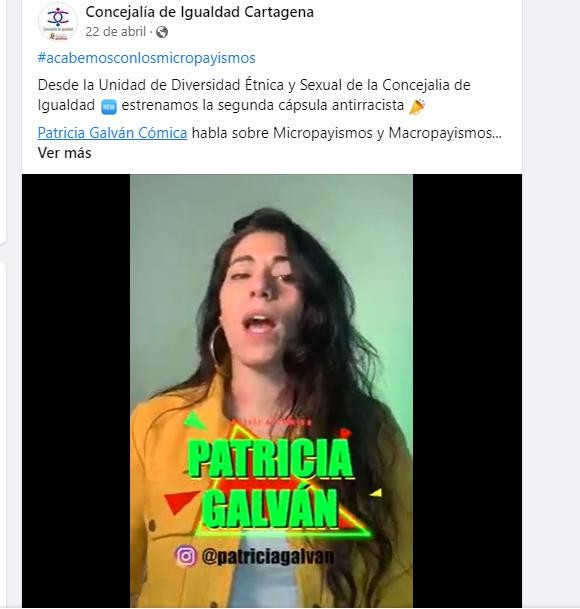 Concejalía de Igualdad Cartagena
22 de abril ·
#acabemosconlosmicropayismos
Desde la Unidad de Diversidad Étnica y Sexual de la Concejalia de
Igualdad 🆕 estrenamos la segunda cápsula antirracista 🎉
Patricia Galván Cómica habla sobre Micropayismos y Macropayismos...
Ver más
PATRICIA
GALVÁN
@patriciagalvan